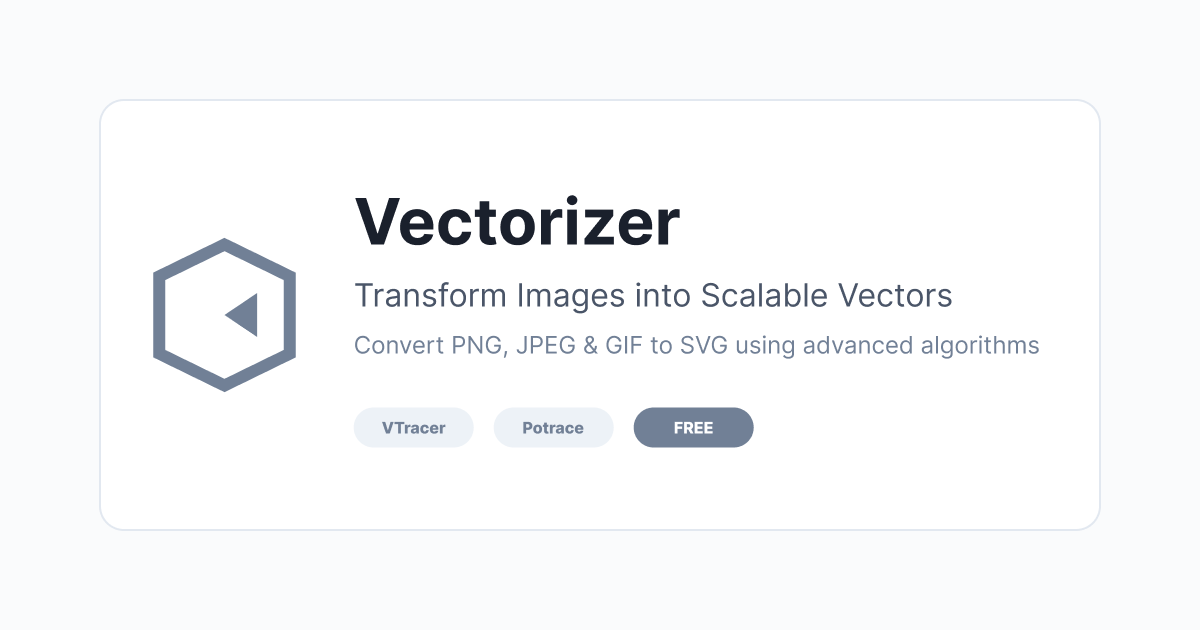 Vectorizer
Transform Images into Scalable Vectors
Convert PNG, JPEG & GIF to SVG using advanced algorithms
VTracer Potrace FREE